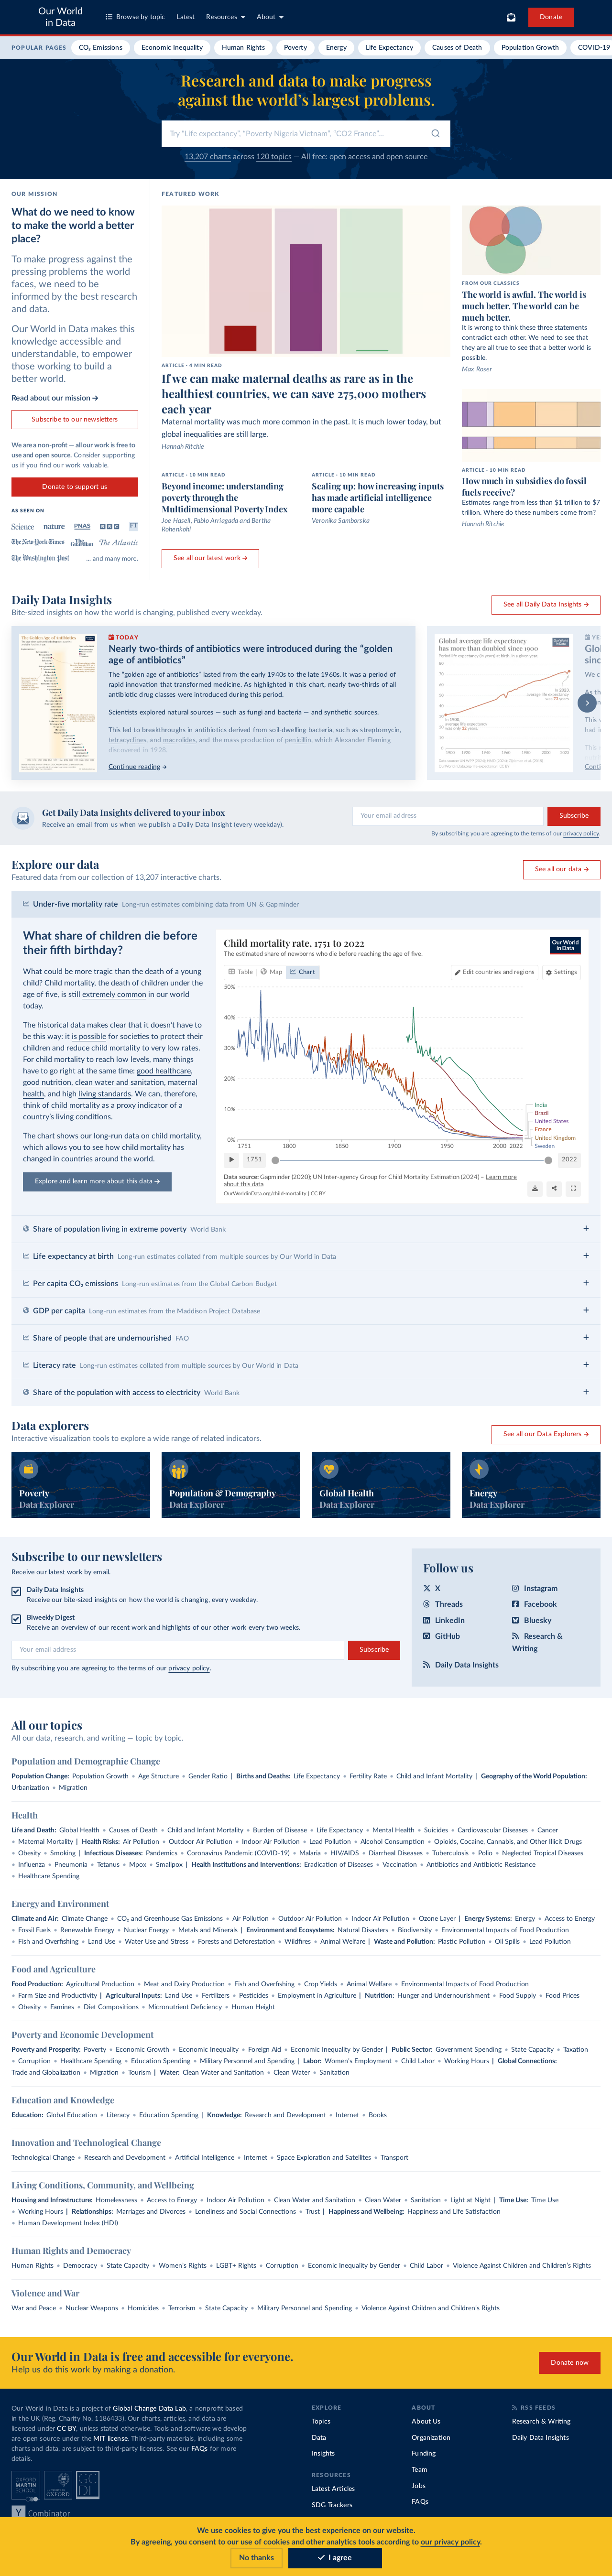 Our World
in Data
Browse by topic
Latest
Resources
About
Donate
POPULAR PAGES
CO₂ Emissions
Economic Inequality
Human Rights
Poverty
Energy
Life Expectancy
Causes of Death
Population Growth
COVID-19
Research and data to make progress
against the world's largest problems.
Try "Life expectancy", "Poverty Nigeria Vietnam", "CO2 France"...
13,207 charts across 120 topics — All free: open access and open source
OUR MISSION
What do we need to know
to make the world a better
place?
To make progress against the
pressing problems the world
faces, we need to be
informed by the best research
and data.
Our World in Data makes this
knowledge accessible and
understandable, to empower
those working to build a
better world.
Read about our mission →
Subscribe to our newsletters
We are a non-profit — all our work is free to
use and open source. Consider supporting
us if you find our work valuable.
Donate to support us
AS SEEN ON
Science nature PNAS BBC FT
The New York Times The Guardian The Atlantic
The Washington Post ... and many more.
FEATURED WORK
ARTICLE · 4 MIN READ
If we can make maternal deaths as rare as in the
healthiest countries, we can save 275,000 mothers
each year
Maternal mortality was much more common in the past. It is much lower today, but
global inequalities are still large.
Hannah Ritchie
ARTICLE · 10 MIN READ
Beyond income: understanding
poverty through the
Multidimensional Poverty Index
Joe Hasell, Pablo Arriagada and Bertha
Rohenkohl
ARTICLE · 10 MIN READ
Scaling up: how increasing inputs
has made artificial intelligence
more capable
Veronika Samborska
See all our latest work →
FROM OUR CLASSICS
The world is awful. The world is
much better. The world can be
much better.
It is wrong to think these three statements
contradict each other. We need to see that
they are all true to see that a better world is
possible.
Max Roser
ARTICLE · 10 MIN READ
How much in subsidies do fossil
fuels receive?
Estimates range from less than $1 trillion to $7
trillion. Where do these numbers come from?
Hannah Ritchie
Daily Data Insights
Bite-sized insights on how the world is changing, published every weekday.
See all Daily Data Insights →
TODAY
Nearly two-thirds of antibiotics were introduced during the "golden
age of antibiotics"
The "golden age of antibiotics" lasted from the early 1940s to the late 1960s. It was a period of
rapid innovation that transformed medicine. As highlighted in this chart, nearly two-thirds of all
antibiotic drug classes were introduced during this period.
Scientists explored natural sources — such as fungi and bacteria — and synthetic sources.
This led to breakthroughs in antibiotics derived from soil-dwelling bacteria, such as streptomycin,
tetracyclines, and macrolides, and the mass production of penicillin, which Alexander Fleming
discovered in 1928.
Continue reading →
Global average life expectancy
has more than doubled since 1900
Get Daily Data Insights delivered to your inbox
Receive an email from us when we publish a Daily Data Insight (every weekday).
Your email address
Subscribe
By subscribing you are agreeing to the terms of our privacy policy.
Explore our data
Featured data from our collection of 13,207 interactive charts.
See all our data →
Under-five mortality rate Long-run estimates combining data from UN & Gapminder
What share of children die before
their fifth birthday?
What could be more tragic than the death of a young
child? Child mortality, the death of children under the
age of five, is still extremely common in our world
today.
The historical data makes clear that it doesn't have to
be this way: it is possible for societies to protect their
children and reduce child mortality to very low rates.
For child mortality to reach low levels, many things
have to go right at the same time: good healthcare,
good nutrition, clean water and sanitation, maternal
health, and high living standards. We can, therefore,
think of child mortality as a proxy indicator of a
country's living conditions.
The chart shows our long-run data on child mortality,
which allows you to see how child mortality has
changed in countries around the world.
Explore and learn more about this data →
Child mortality rate, 1751 to 2022
The estimated share of newborns who die before reaching the age of five.
Our World
in Data
Table Map Chart
Edit countries and regions
Settings
50%
40%
30%
20%
10%
0%
India
Brazil
United States
France
United Kingdom
Sweden
1751 1800 1850 1900 1950 2000 2022
1751
2022
Data source: Gapminder (2020); UN Inter-agency Group for Child Mortality Estimation (2024) – Learn more
about this data
OurWorldinData.org/child-mortality | CC BY
Share of population living in extreme poverty World Bank
Life expectancy at birth Long-run estimates collated from multiple sources by Our World in Data
Per capita CO₂ emissions Long-run estimates from the Global Carbon Budget
GDP per capita Long-run estimates from the Maddison Project Database
Share of people that are undernourished FAO
Literacy rate Long-run estimates collated from multiple sources by Our World in Data
Share of the population with access to electricity World Bank
Data explorers
Interactive visualization tools to explore a wide range of related indicators.
See all our Data Explorers →
Poverty
Data Explorer
Population & Demography
Data Explorer
Global Health
Data Explorer
Energy
Data Explorer
Subscribe to our newsletters
Receive our latest work by email.
Daily Data Insights
Receive our bite-sized insights on how the world is changing, every weekday.
Biweekly Digest
Receive an overview of our recent work and highlights of our other work every two weeks.
Your email address
Subscribe
By subscribing you are agreeing to the terms of our privacy policy.
Follow us
X
Instagram
Threads
Facebook
LinkedIn
Bluesky
GitHub
Research &
Writing
Daily Data Insights
All our topics
All our data, research, and writing — topic by topic.
Population and Demographic Change
Population Change: Population Growth • Age Structure • Gender Ratio | Births and Deaths: Life Expectancy • Fertility Rate • Child and Infant Mortality | Geography of the World Population:
Urbanization • Migration
Health
Life and Death: Global Health • Causes of Death • Child and Infant Mortality • Burden of Disease • Life Expectancy • Mental Health • Suicides • Cardiovascular Diseases • Cancer
• Maternal Mortality | Health Risks: Air Pollution • Outdoor Air Pollution • Indoor Air Pollution • Lead Pollution • Alcohol Consumption • Opioids, Cocaine, Cannabis, and Other Illicit Drugs
• Obesity • Smoking | Infectious Diseases: Pandemics • Coronavirus Pandemic (COVID-19) • Malaria • HIV/AIDS • Diarrheal Diseases • Tuberculosis • Polio • Neglected Tropical Diseases
• Influenza • Pneumonia • Tetanus • Mpox • Smallpox | Health Institutions and Interventions: Eradication of Diseases • Vaccination • Antibiotics and Antibiotic Resistance
• Healthcare Spending
Energy and Environment
Climate and Air: Climate Change • CO₂ and Greenhouse Gas Emissions • Air Pollution • Outdoor Air Pollution • Indoor Air Pollution • Ozone Layer | Energy Systems: Energy • Access to Energy
• Fossil Fuels • Renewable Energy • Nuclear Energy • Metals and Minerals | Environment and Ecosystems: Natural Disasters • Biodiversity • Environmental Impacts of Food Production
• Fish and Overfishing • Land Use • Water Use and Stress • Forests and Deforestation • Wildfires • Animal Welfare | Waste and Pollution: Plastic Pollution • Oil Spills • Lead Pollution
Food and Agriculture
Food Production: Agricultural Production • Meat and Dairy Production • Fish and Overfishing • Crop Yields • Animal Welfare • Environmental Impacts of Food Production
• Farm Size and Productivity | Agricultural Inputs: Land Use • Fertilizers • Pesticides • Employment in Agriculture | Nutrition: Hunger and Undernourishment • Food Supply • Food Prices
• Obesity • Famines • Diet Compositions • Micronutrient Deficiency • Human Height
Poverty and Economic Development
Poverty and Prosperity: Poverty • Economic Growth • Economic Inequality • Foreign Aid • Economic Inequality by Gender | Public Sector: Government Spending • State Capacity • Taxation
• Corruption • Healthcare Spending • Education Spending • Military Personnel and Spending | Labor: Women's Employment • Child Labor • Working Hours | Global Connections:
Trade and Globalization • Migration • Tourism | Water: Clean Water and Sanitation • Clean Water • Sanitation
Education and Knowledge
Education: Global Education • Literacy • Education Spending | Knowledge: Research and Development • Internet • Books
Innovation and Technological Change
Technological Change • Research and Development • Artificial Intelligence • Internet • Space Exploration and Satellites • Transport
Living Conditions, Community, and Wellbeing
Housing and Infrastructure: Homelessness • Access to Energy • Indoor Air Pollution • Clean Water and Sanitation • Clean Water • Sanitation • Light at Night | Time Use: Time Use
• Working Hours | Relationships: Marriages and Divorces • Loneliness and Social Connections • Trust | Happiness and Wellbeing: Happiness and Life Satisfaction
• Human Development Index (HDI)
Human Rights and Democracy
Human Rights • Democracy • State Capacity • Women's Rights • LGBT+ Rights • Corruption • Economic Inequality by Gender • Child Labor • Violence Against Children and Children's Rights
Violence and War
War and Peace • Nuclear Weapons • Homicides • Terrorism • State Capacity • Military Personnel and Spending • Violence Against Children and Children's Rights
Our World in Data is free and accessible for everyone.
Help us do this work by making a donation.
Donate now
Our World in Data is a project of Global Change Data Lab, a nonprofit based
in the UK (Reg. Charity No. 1186433). Our charts, articles, and data are
licensed under CC BY, unless stated otherwise. Tools and software we develop
are open source under the MIT license. Third-party materials, including some
charts and data, are subject to third-party licenses. See our FAQs for more
details.
OXFORD
MARTIN
SCHOOL
UNIVERSITY OF
OXFORD
GC
DL
Y Combinator
EXPLORE
Topics
Data
Insights
RESOURCES
Latest Articles
SDG Trackers
ABOUT
About Us
Organization
Funding
Team
Jobs
FAQs
RSS FEEDS
Research & Writing
Daily Data Insights
We use cookies to give you the best experience on our website.
By agreeing, you consent to our use of cookies and other analytics tools according to our privacy policy.
No thanks
I agree